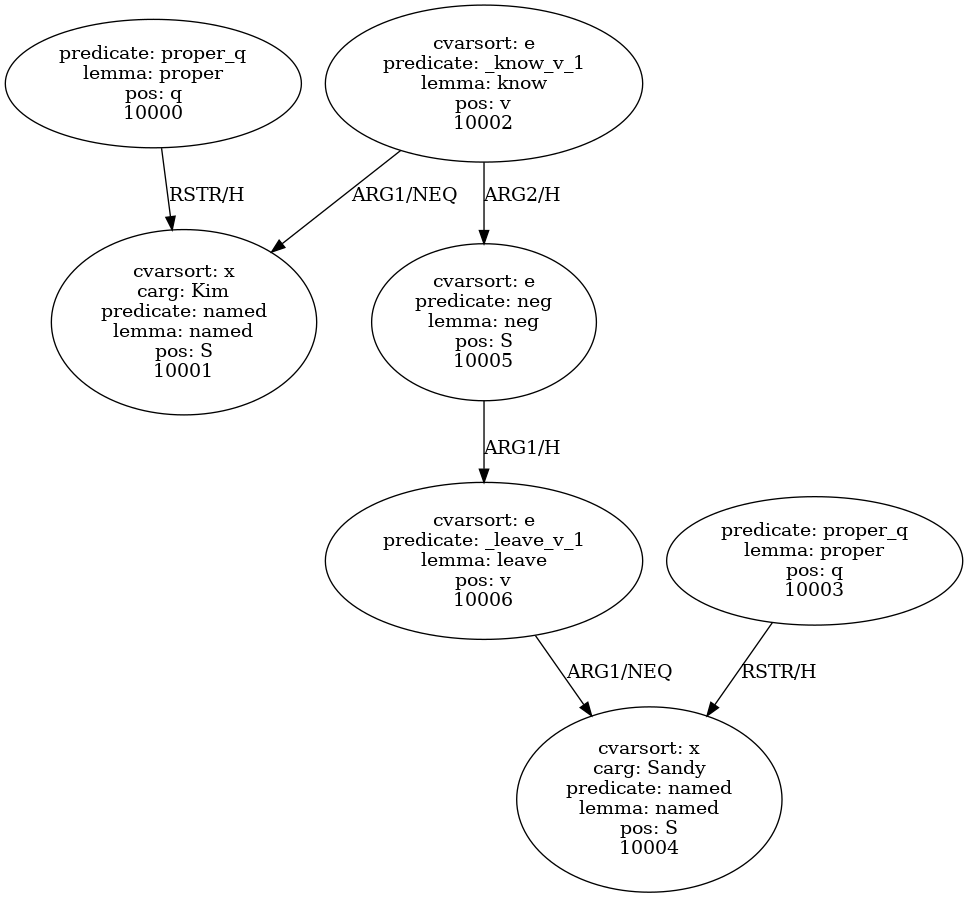 predicate: proper_q
lemma: proper
pos: q
10000
cvarsort: e
predicate: _know_v_1
lemma: know
pos: v
10002
RSTR/H
ARG1/NEQ
ARG2/H
cvarsort: x
carg: Kim
predicate: named
lemma: named
pos: S
10001
cvarsort: e
predicate: neg
lemma: neg
pos: S
10005
ARG1/H
cvarsort: e
predicate: _leave_v_1
lemma: leave
pos: v
10006
predicate: proper_q
lemma: proper
pos: q
10003
ARG1/NEQ
RSTR/H
cvarsort: x
carg: Sandy
predicate: named
lemma: named
pos: S
10004